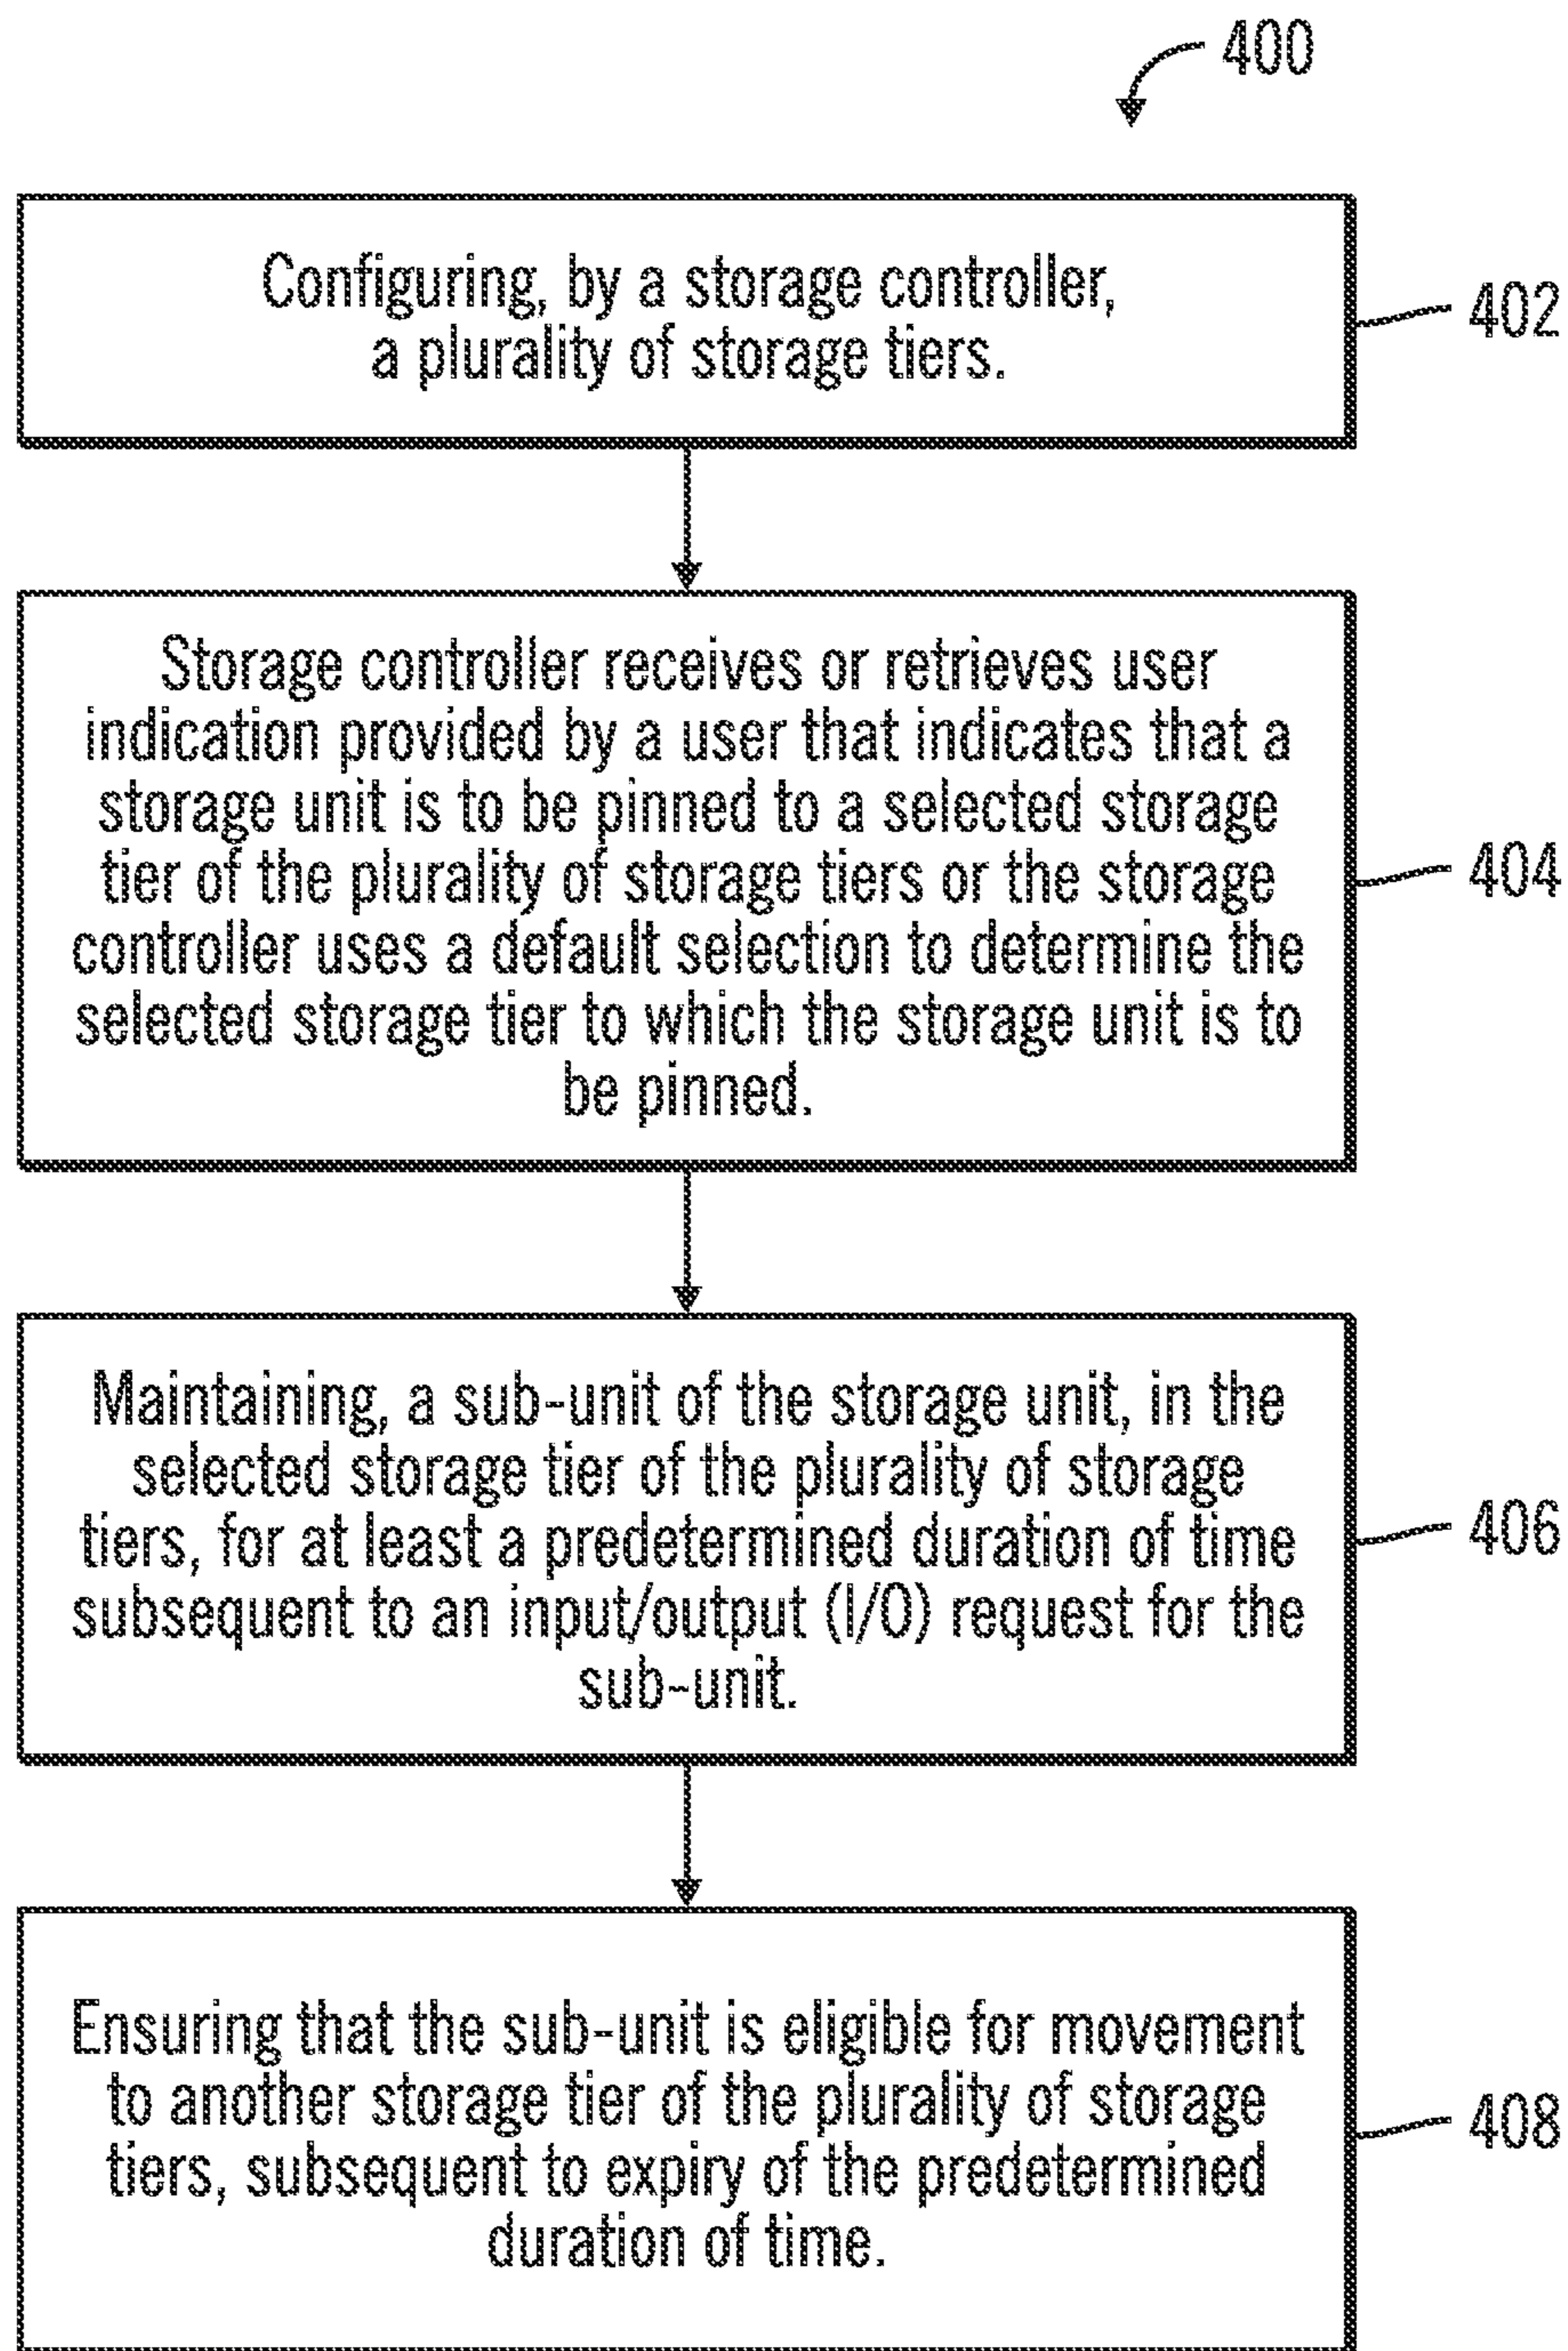 400
Configuring, by a storage controller,
a plurality of storage tiers.
402
Storage controller receives or retrieves user
indication provided by a user that indicates that a
storage unit is to be pinned to a selected storage
tier of the plurality of storage tiers or the storage
controller uses a default selection to determine the
selected storage tier to which the storage unit is to
be pinned.
404
Maintaining, a sub-unit of the storage unit, in the
selected storage tier of the plurality of storage
tiers, for at least a predetermined duration of time
subsequent to an input/output (I/O) request for the
sub-unit.
406
Ensuring that the sub-unit is eligible for movement
to another storage tier of the plurality of storage
tiers, subsequent to expiry of the predetermined
duration of time.
408